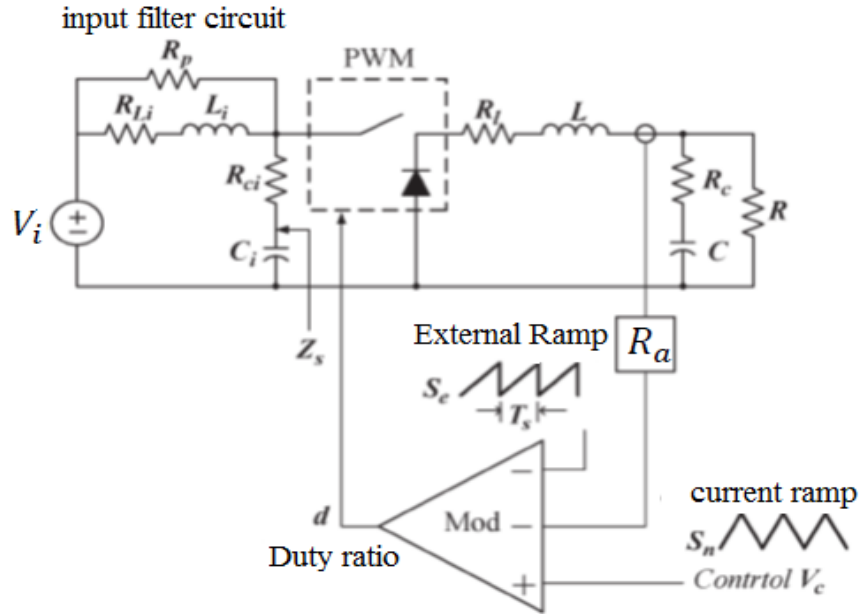 input filter circuit
R_p
PWM
R_Li
L_i
R_l
L
R_ci
R_c
R
V_i
C_i
C
Z_s
External Ramp
R_a
S_e
T_s
current ramp
d
Mod
S_n
Duty ratio
Contrtol V_c